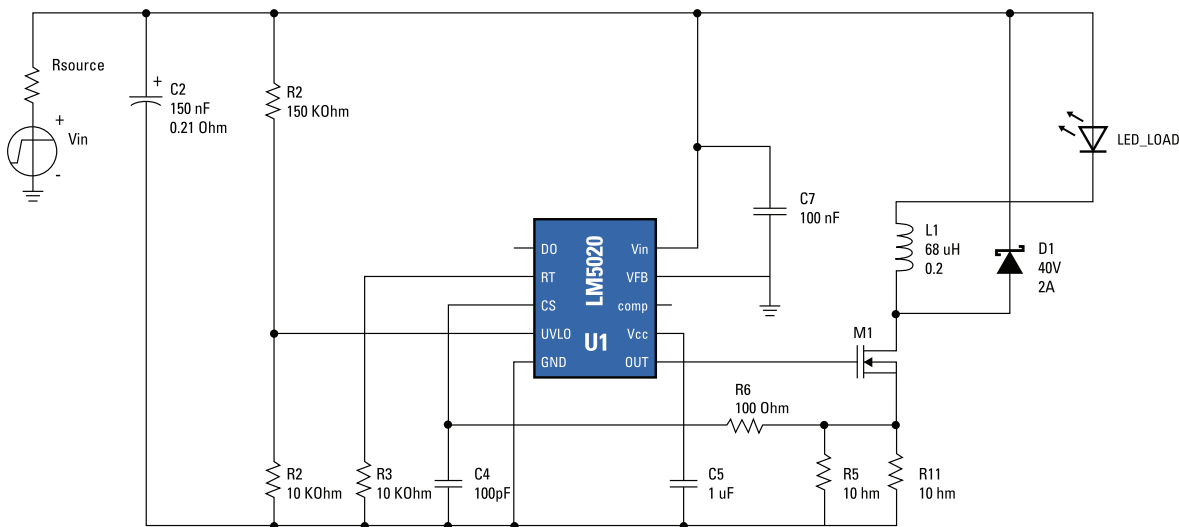 Rsource
+
Vin
-
+
C2
150 nF
0.21 Ohm
R2
150 KOhm
LED_LOAD
C7
100 nF
L1
68 uH
0.2
D1
40V
2A
DO
RT
CS
UVLO
GND
LM5020
U1
Vin
VFB
comp
Vcc
OUT
M1
R6
100 Ohm
R2
10 KOhm
R3
10 KOhm
C4
100pF
C5
1 uF
R5
10 hm
R11
10 hm